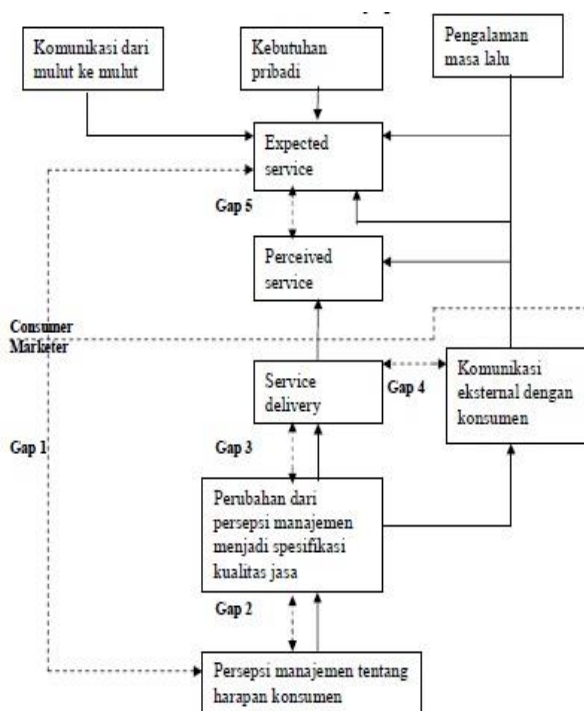 Komunikasi dari
mulut ke mulut
Kebutuhan
pribadi
Pengalaman
masa lalu
Expected
service
Gap 5
Perceived
service
Consumer
Marketer
Service
delivery
Gap 4
Komunikasi
eksternal dengan
konsumen
Gap 1
Gap 3
Perubahan dari
persepsi manajemen
menjadi spesifikasi
kualitas jasa
Gap 2
Persepsi manajemen tentang
harapan konsumen